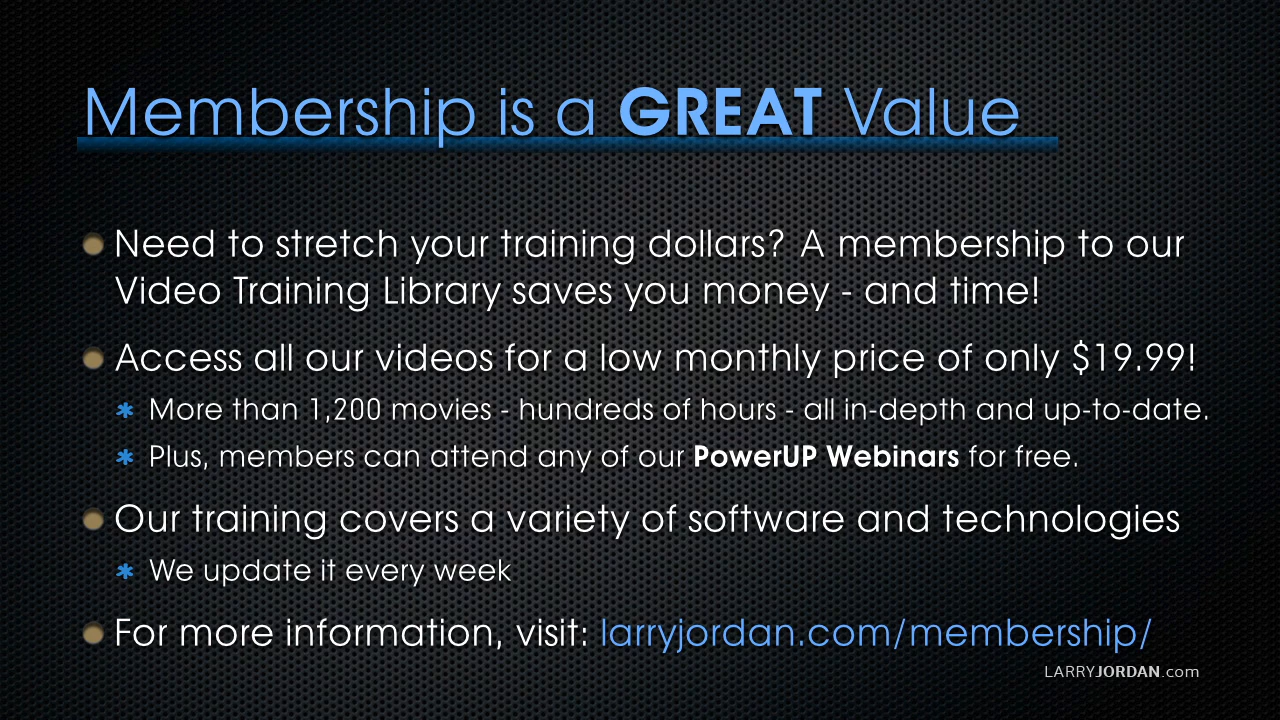 Membership is a GREAT Value
Need to stretch your training dollars? A membership to our
Video Training Library saves you money - and time!
Access all our videos for a low monthly price of only $19.99!
More than 1,200 movies - hundreds of hours - all in-depth and up-to-date.
Plus, members can attend any of our PowerUP Webinars for free.
Our training covers a variety of software and technologies
We update it every week
For more information, visit: larryjordan.com/membership/
LARRYJORDAN.com